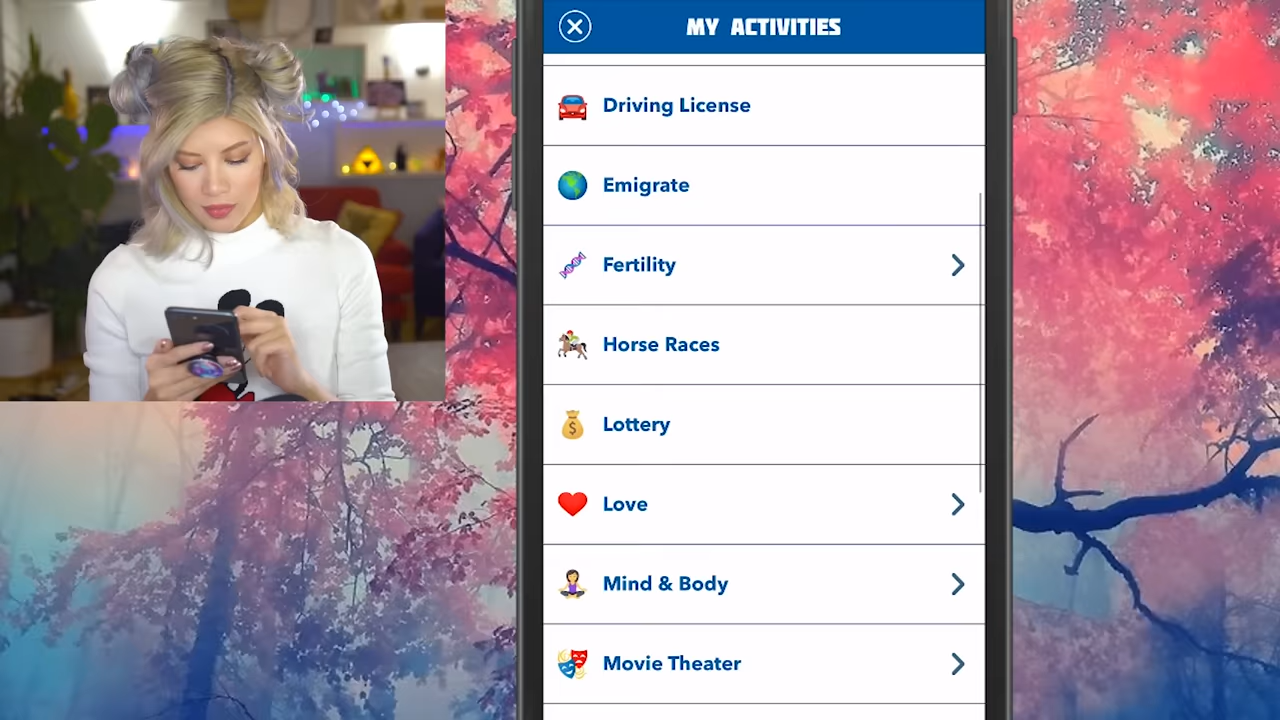 MY ACTIVITIES
Driving License
Emigrate
Fertility
Horse Races
Lottery
Love
Mind & Body
Movie Theater